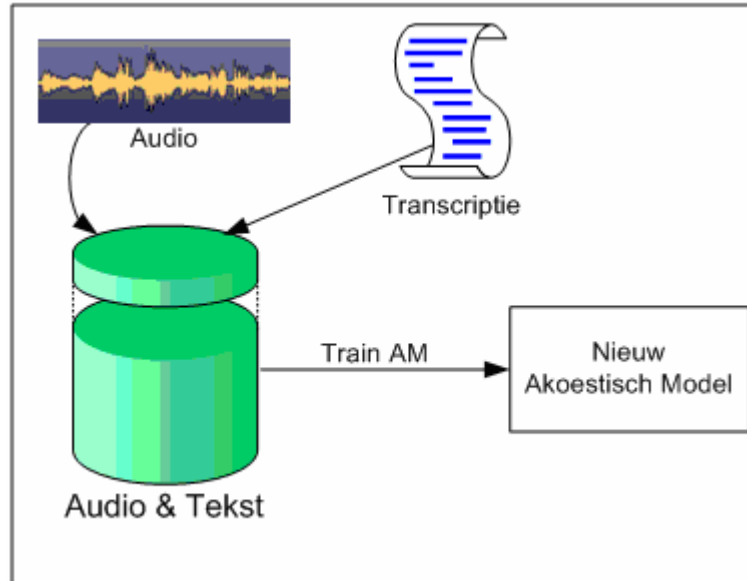 Audio
Transcriptie
Train AM
Nieuw
Akoestisch Model
Audio & Tekst